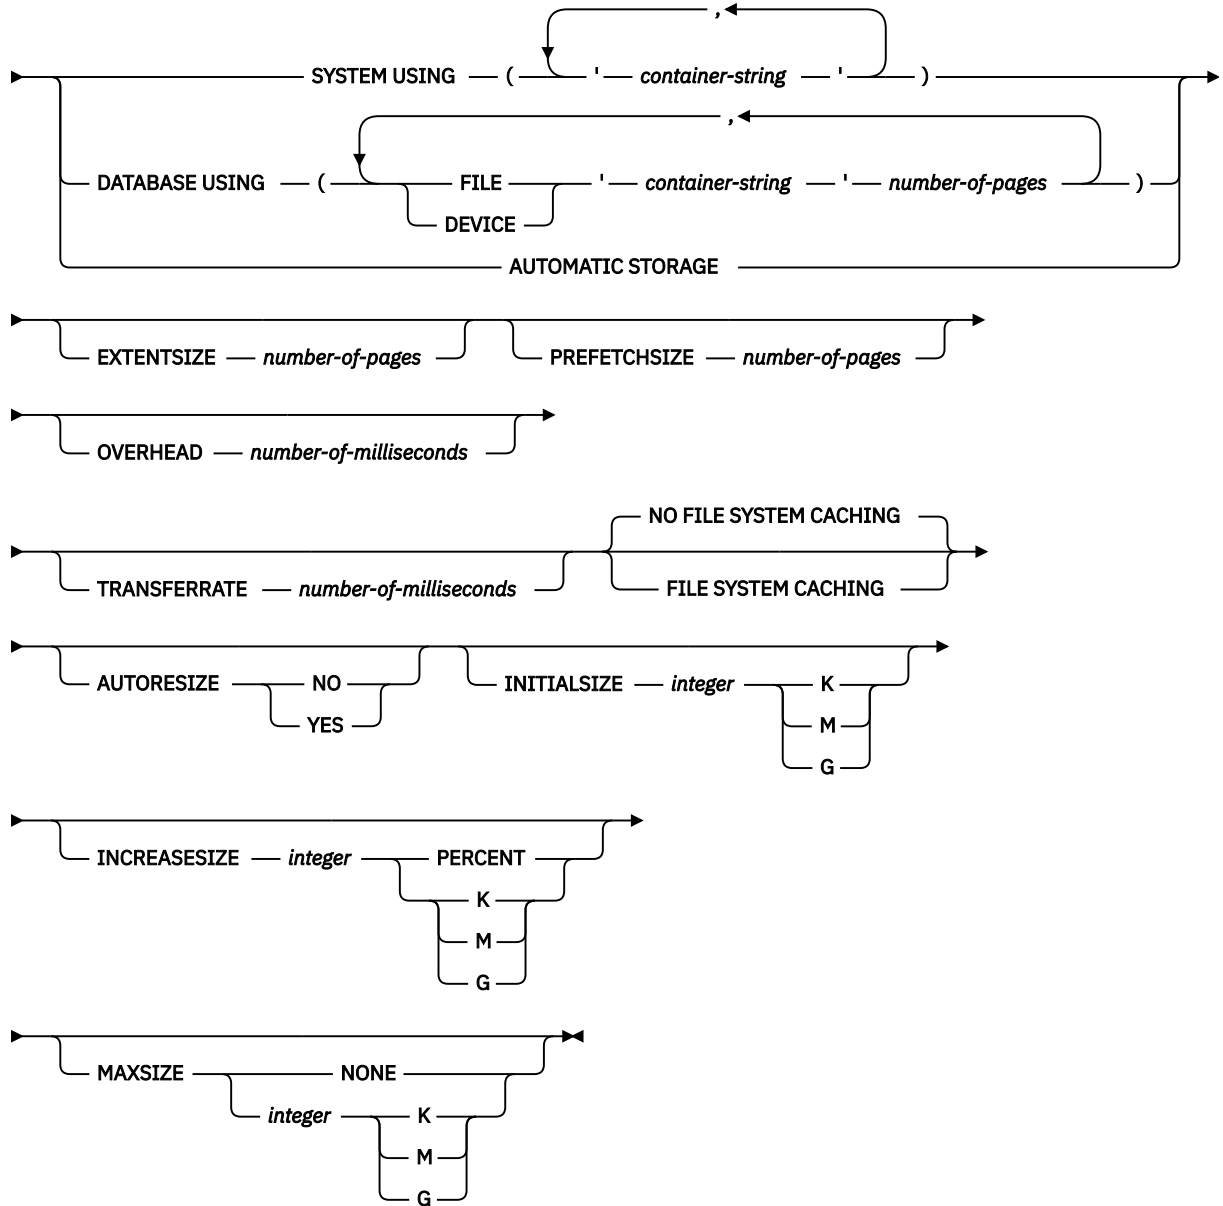 ,
SYSTEM USING ( ' container-string ' )
,
DATABASE USING ( FILE ' container-string ' number-of-pages )
DEVICE
AUTOMATIC STORAGE
EXTENTSIZE number-of-pages PREFETCHSIZE number-of-pages
OVERHEAD number-of-milliseconds
NO FILE SYSTEM CACHING
TRANSFERRATE number-of-milliseconds FILE SYSTEM CACHING
AUTORESIZE NO INITIALSIZE integer K
YES M
G
INCREASESIZE integer PERCENT
K
M
G
MAXSIZE NONE
integer K
M
G